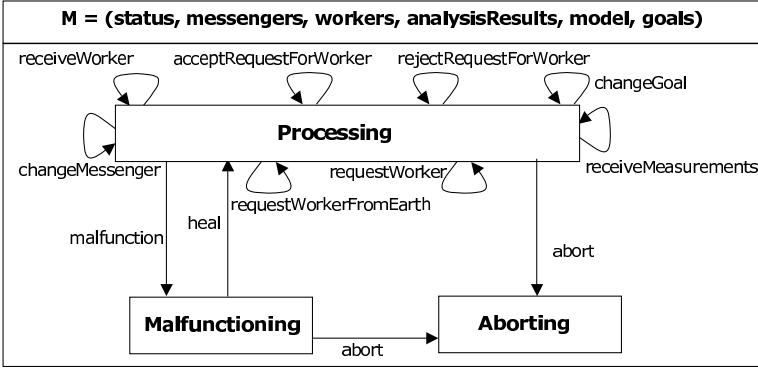 M = (status, messengers, workers, analysisResults, model, goals)
receiveWorker
acceptRequestForWorker
rejectRequestForWorker
changeGoal
Processing
changeMessenger
requestWorker
receiveMeasurements
requestWorkerFromEarth
heal
malfunction
abort
Malfunctioning
Aborting
abort